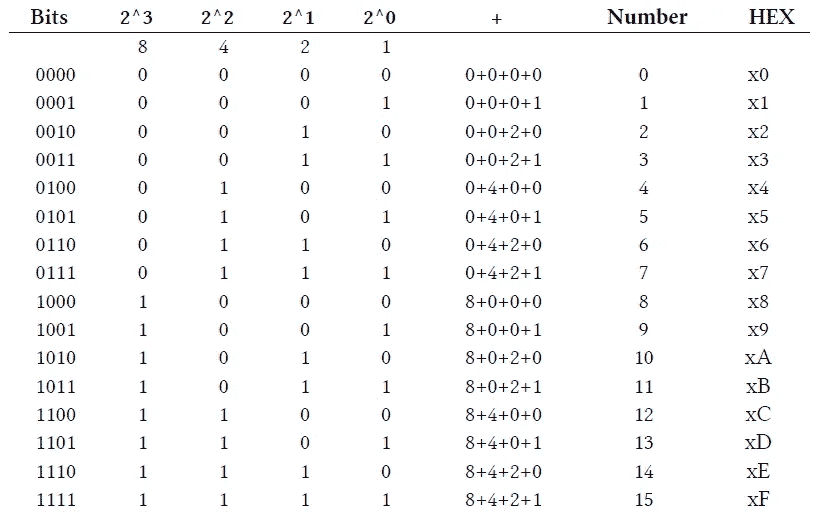 Bits 2^3 2^2 2^1 2^0 + Number HEX
8 4 2 1
0000 0 0 0 0 0+0+0+0 0 x0
0001 0 0 0 1 0+0+0+1 1 x1
0010 0 0 1 0 0+0+2+0 2 x2
0011 0 0 1 1 0+0+2+1 3 x3
0100 0 1 0 0 0+4+0+0 4 x4
0101 0 1 0 1 0+4+0+1 5 x5
0110 0 1 1 0 0+4+2+0 6 x6
0111 0 1 1 1 0+4+2+1 7 x7
1000 1 0 0 0 8+0+0+0 8 x8
1001 1 0 0 1 8+0+0+1 9 x9
1010 1 0 1 0 8+0+2+0 10 xA
1011 1 0 1 1 8+0+2+1 11 xB
1100 1 1 0 0 8+4+0+0 12 xC
1101 1 1 0 1 8+4+0+1 13 xD
1110 1 1 1 0 8+4+2+0 14 xE
1111 1 1 1 1 8+4+2+1 15 xF